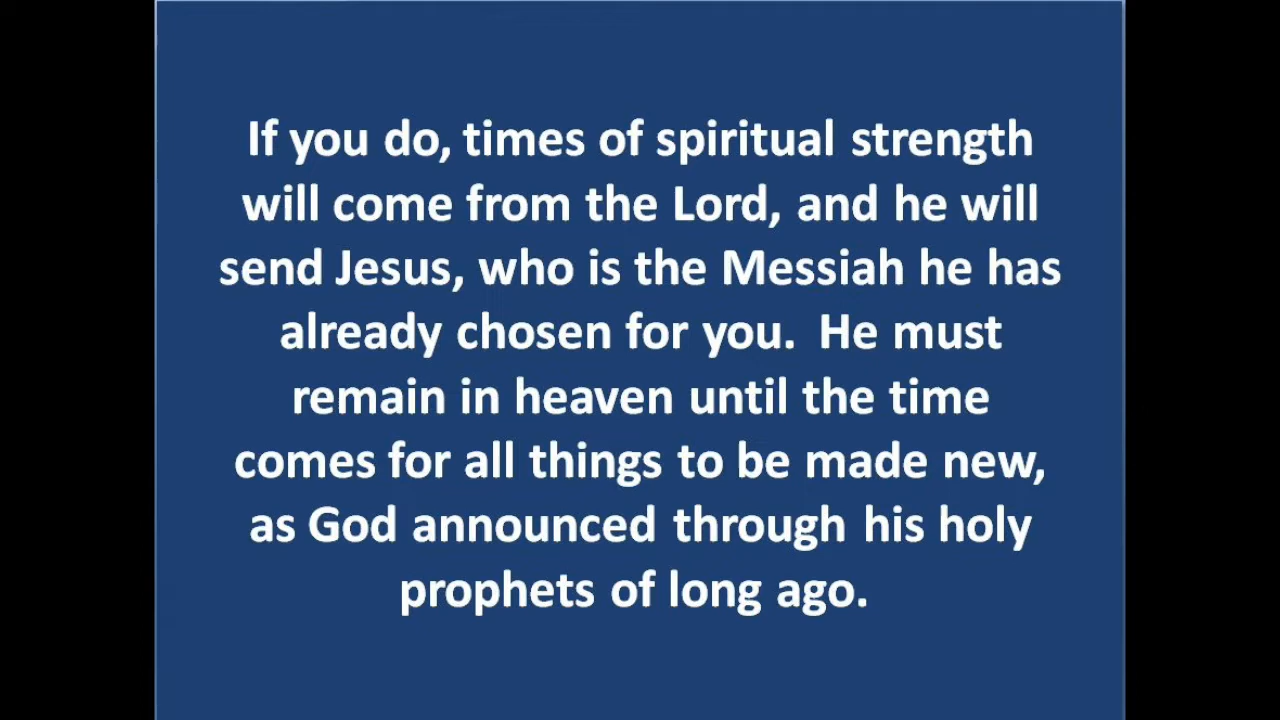 If you do, times of spiritual strength
will come from the Lord, and he will
send Jesus, who is the Messiah he has
already chosen for you.  He must
remain in heaven until the time
comes for all things to be made new,
as God announced through his holy
prophets of long ago.